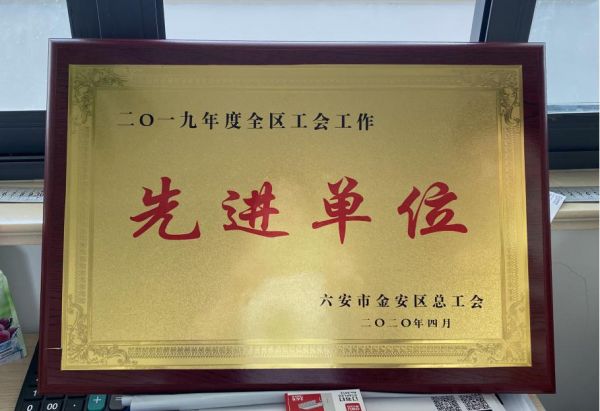 二〇一九年度全区工会工作
先进单位
六安市金安区总工会
二〇二〇年四月